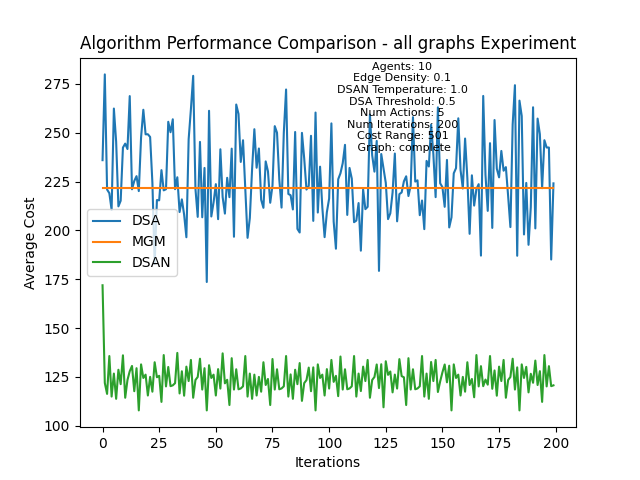 Algorithm Performance Comparison - all graphs Experiment
Agents: 10
Edge Density: 0.1
DSAN Temperature: 1.0
DSA Threshold: 0.5
Num Actions: 5
Num Iterations: 200
Cost Range: 501
Graph: complete
275
250
225
200
175
150
125
100
Average Cost
DSA
MGM
DSAN
0
25
50
75
100
125
150
175
200
Iterations